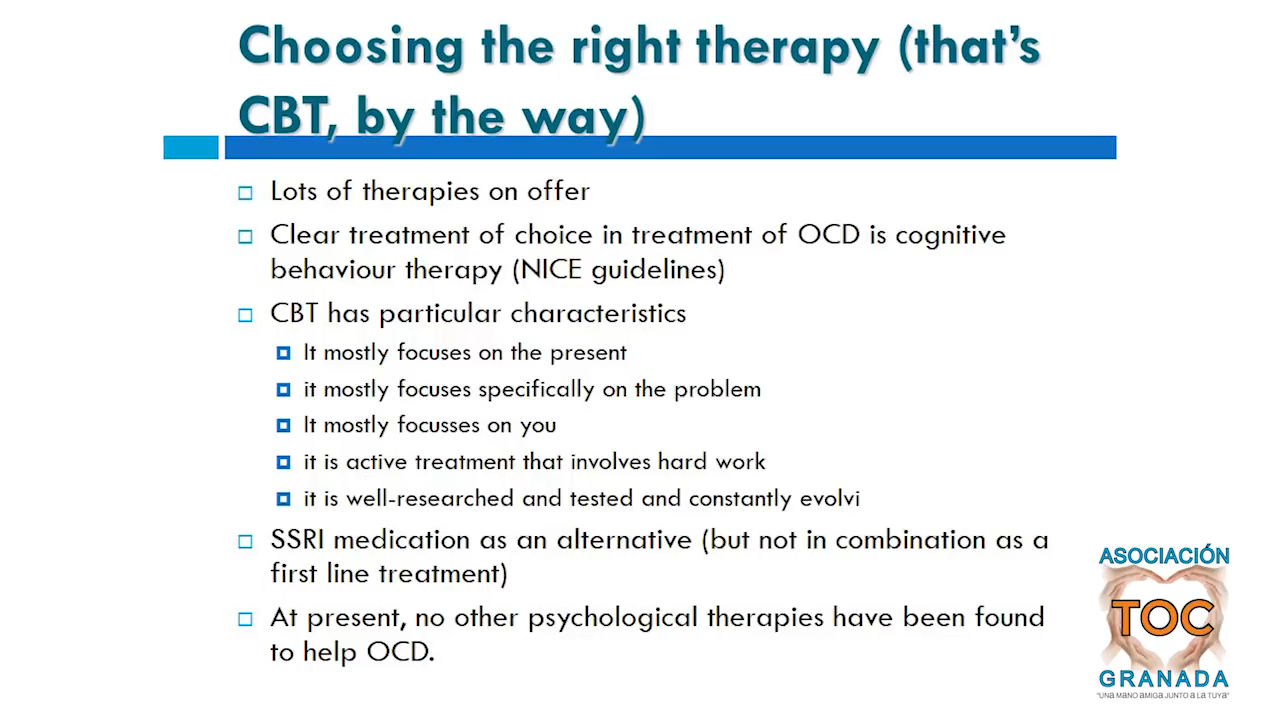 Choosing the right therapy (that’s
CBT, by the way)
Lots of therapies on offer
Clear treatment of choice in treatment of OCD is cognitive
behaviour therapy (NICE guidelines)
CBT has particular characteristics
It mostly focuses on the present
it mostly focuses specifically on the problem
It mostly focusses on you
it is active treatment that involves hard work
it is well-researched and tested and constantly evolvi
SSRI medication as an alternative (but not in combination as a
first line treatment)
At present, no other psychological therapies have been found
to help OCD.
ASOCIACIÓN
TOC
GRANADA
"UNA MANO AMIGA JUNTO A LA TUYA"